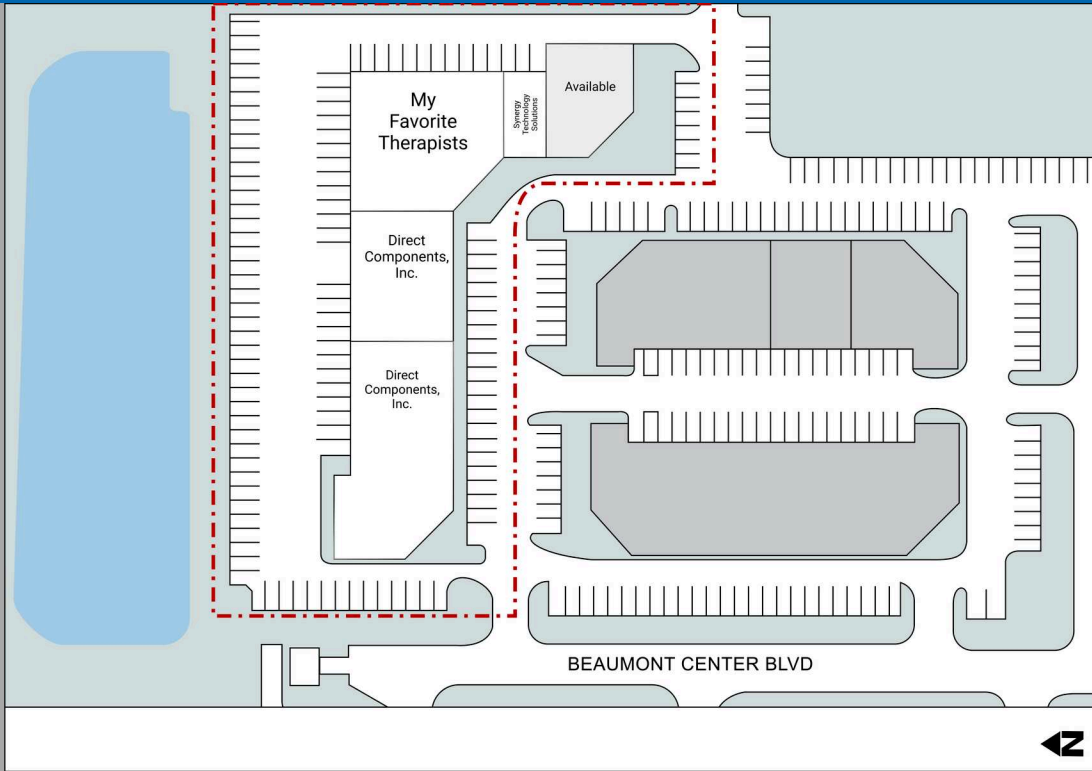 My
Favorite
Therapists
Synergy
Technology
Solutions
Available
Direct
Components,
Inc.
Direct
Components,
Inc.
BEAUMONT CENTER BLVD
N